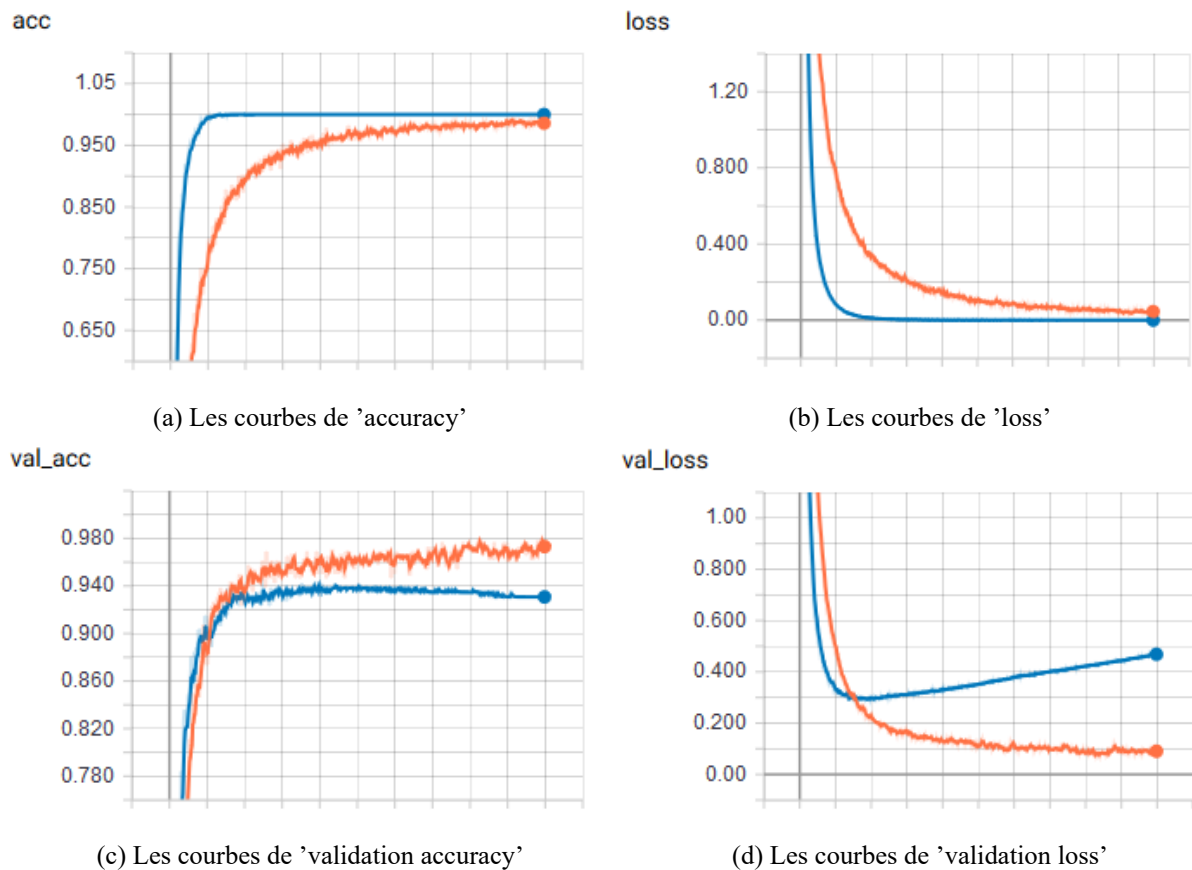 acc
1.05
0.950
0.850
0.750
0.650
(a) Les courbes de ’accuracy’
loss
1.20
0.800
0.400
0.00
(b) Les courbes de ’loss’
val_acc
0.980
0.940
0.900
0.860
0.820
0.780
(c) Les courbes de ’validation accuracy’
val_loss
1.00
0.800
0.600
0.400
0.200
0.00
(d) Les courbes de ’validation loss’